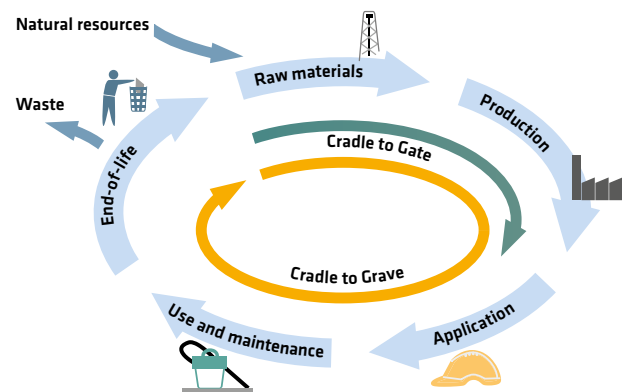 Natural resources
Raw materials
Production
Waste
Cradle to Gate
End-of-life
Cradle to Grave
Application
Use and maintenance